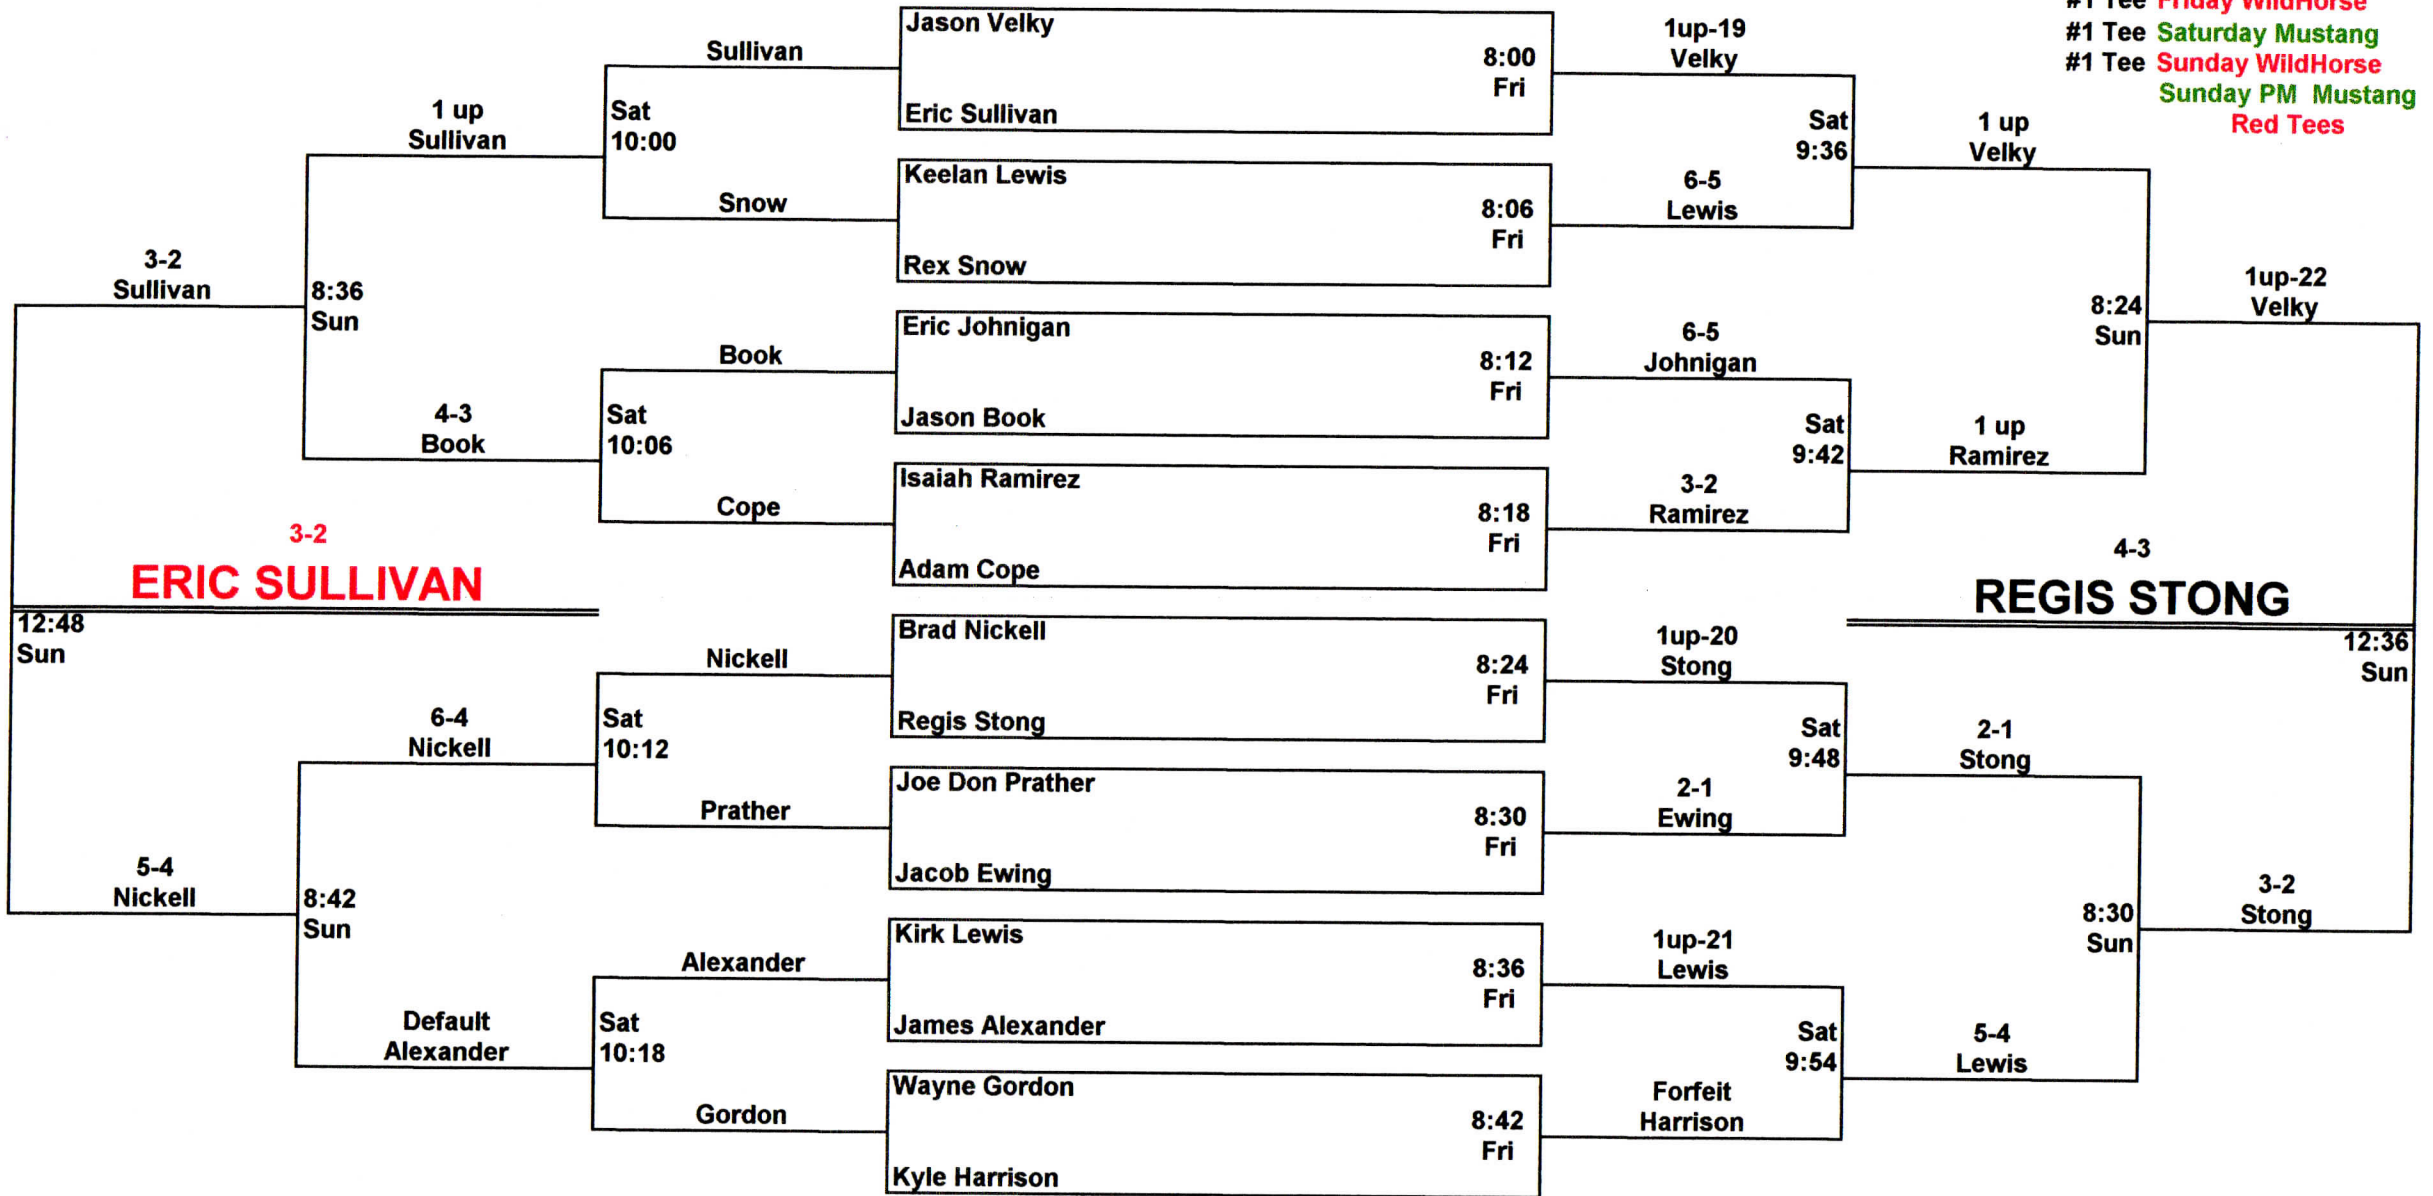 #1 Tee Friday WildHorse
#1 Tee Saturday Mustang
#1 Tee Sunday WildHorse
Sunday PM Mustang
Red Tees
Jason Velky
8:00
Fri
Eric Sullivan
Keelan Lewis
8:06
Fri
Rex Snow
Eric Johnigan
8:12
Fri
Jason Book
Isaiah Ramirez
8:18
Fri
Adam Cope
Brad Nickell
8:24
Fri
Regis Stong
Joe Don Prather
8:30
Fri
Jacob Ewing
Kirk Lewis
8:36
Fri
James Alexander
Wayne Gordon
8:42
Fri
Kyle Harrison
Sullivan
Sat
10:00
Snow
Book
Sat
10:06
Cope
Nickell
Sat
10:12
Prather
Alexander
Sat
10:18
Gordon
1 up
Sullivan
8:36
Sun
4-3
Book
6-4
Nickell
8:42
Sun
Default
Alexander
3-2
Sullivan
3-2
ERIC SULLIVAN
12:48
Sun
5-4
Nickell
1up-19
Velky
Sat
9:36
6-5
Lewis
6-5
Johnigan
Sat
9:42
3-2
Ramirez
1up-20
Stong
Sat
9:48
2-1
Ewing
1up-21
Lewis
Sat
9:54
Forfeit
Harrison
1 up
Velky
8:24
Sun
1 up
Ramirez
2-1
Stong
8:30
Sun
5-4
Lewis
1up-22
Velky
4-3
REGIS STONG
12:36
Sun
3-2
Stong